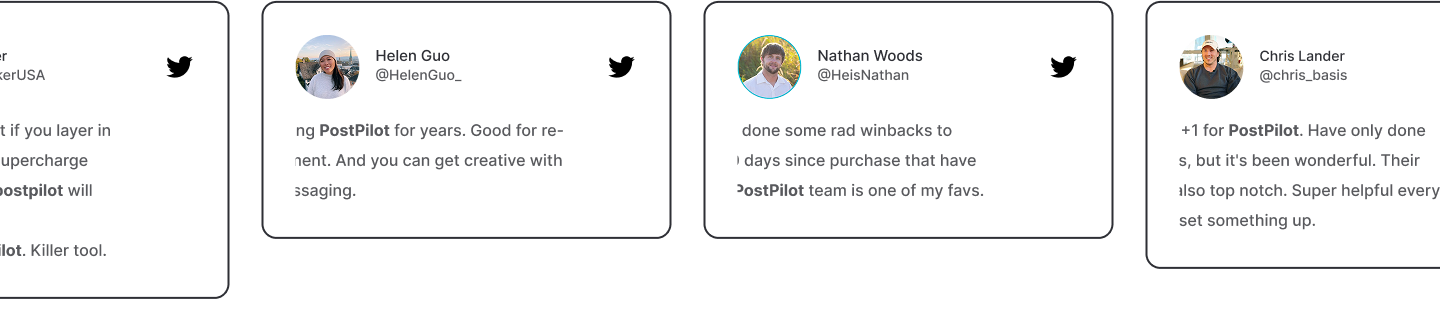 er
kerUSA
t if you layer in
upercharge
postpilot will
ilot. Killer tool.
Helen Guo
@HelenGuo_
ng PostPilot for years. Good for re-
nent. And you can get creative with
ssaging.
Nathan Woods
@HeisNathan
done some rad winbacks to
days since purchase that have
PostPilot team is one of my favs.
Chris Lander
@chris_basis
+1 for PostPilot. Have only done
s, but it's been wonderful. Their
also top notch. Super helpful every
set something up.